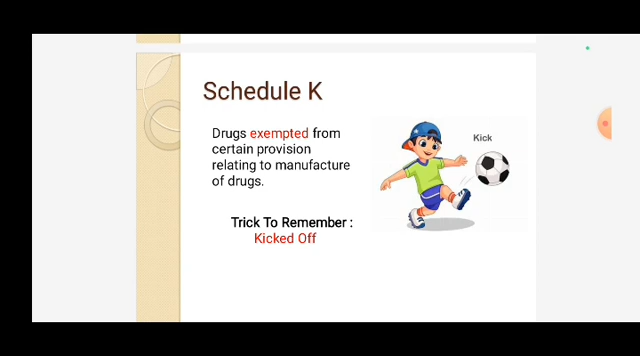 Schedule K
Drugs exempted from
certain provision
relating to manufacture
of drugs.
Kick
Trick To Remember :
Kicked Off